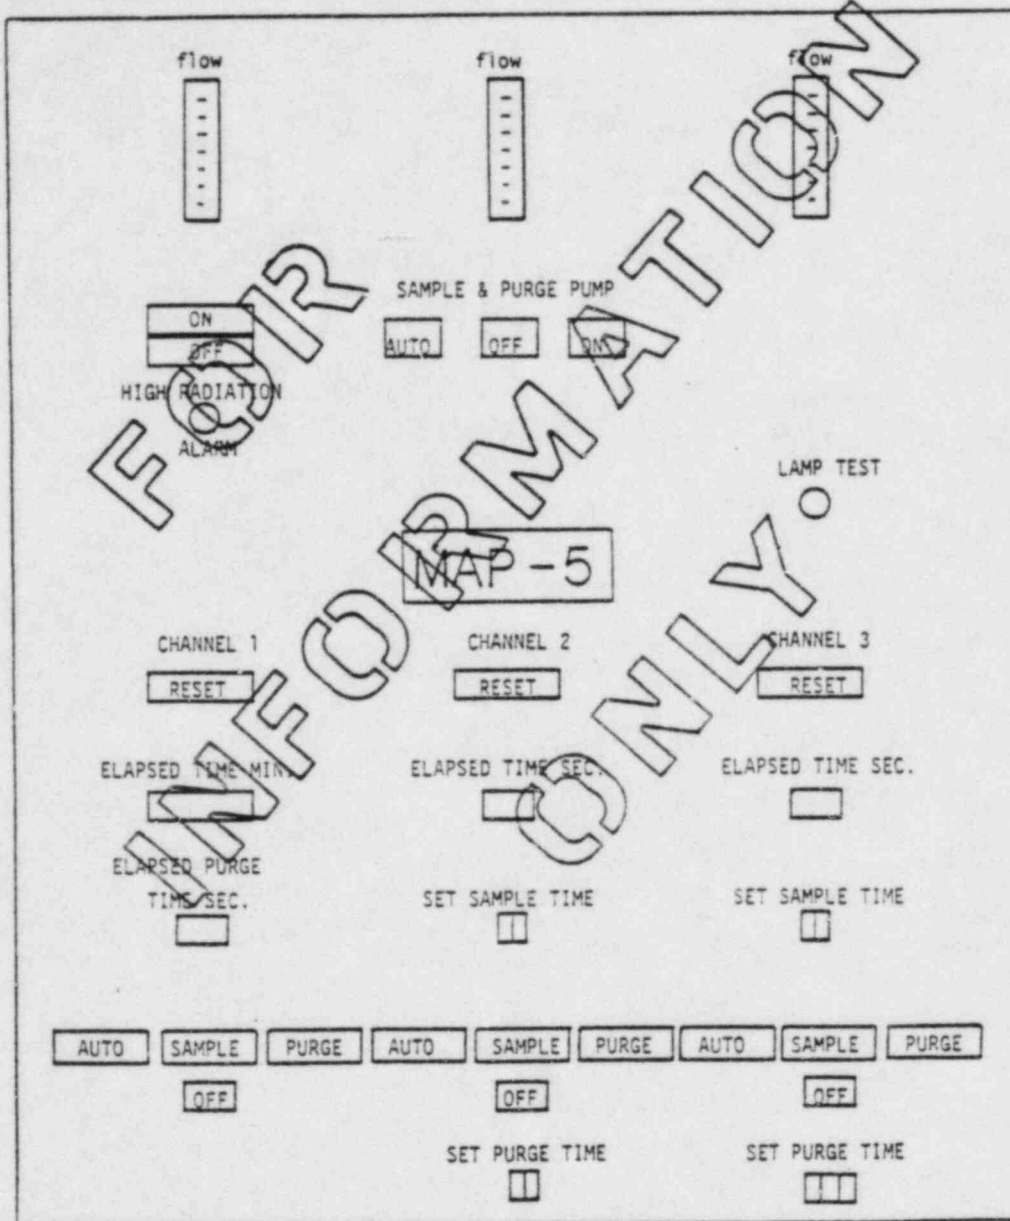 flow flow flow
SAMPLE & PURGE PUMP
ON
OFF
AUTO OFF ON
HIGH RADIATION
ALARM
LAMP TEST
MAP-5
CHANNEL 1 CHANNEL 2 CHANNEL 3
RESET RESET RESET
ELAPSED TIME MIN. ELAPSED TIME SEC. ELAPSED TIME SEC.
ELAPSED PURGE
TIME SEC. SET SAMPLE TIME SET SAMPLE TIME
AUTO SAMPLE PURGE AUTO SAMPLE PURGE AUTO SAMPLE PURGE
OFF OFF OFF
SET PURGE TIME SET PURGE TIME
FOR
INFORMATION
ONLY